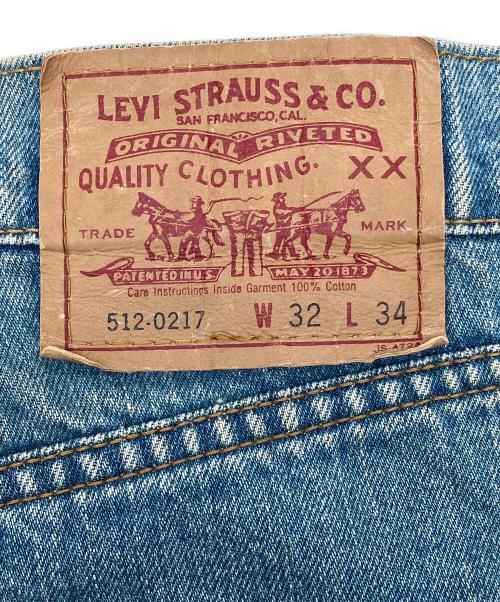 LEVI STRAUSS & CO.
SAN FRANCISCO, CAL.
ORIGINAL RIVETED
QUALITY CLOTHING. XX
TRADE MARK
PATENTED IN U.S. MAY 20 1873
Care Instructions Inside Garment 100% Cotton
512-0217 W 32 L 34